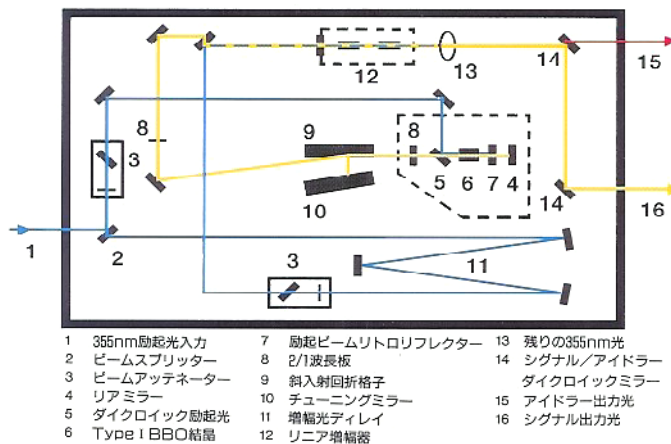 12
13
14
15
8
3
9
8
5
6
7
4
10
14
16
1
2
3
11
1 355nm励起光入力
2 ビームスプリッター
3 ビームアッテネーター
4 リアミラー
5 ダイクロイック励起光
6 Type I BBO結晶
7 励起ビームリトロリフレクター
8 2/1波長板
9 斜入射回折格子
10 チューニングミラー
11 増幅光ディレイ
12 リニア増幅器
13 残りの355nm光
14 シグナル/アイドラー
ダイクロイックミラー
15 アイドラー出力光
16 シグナル出力光